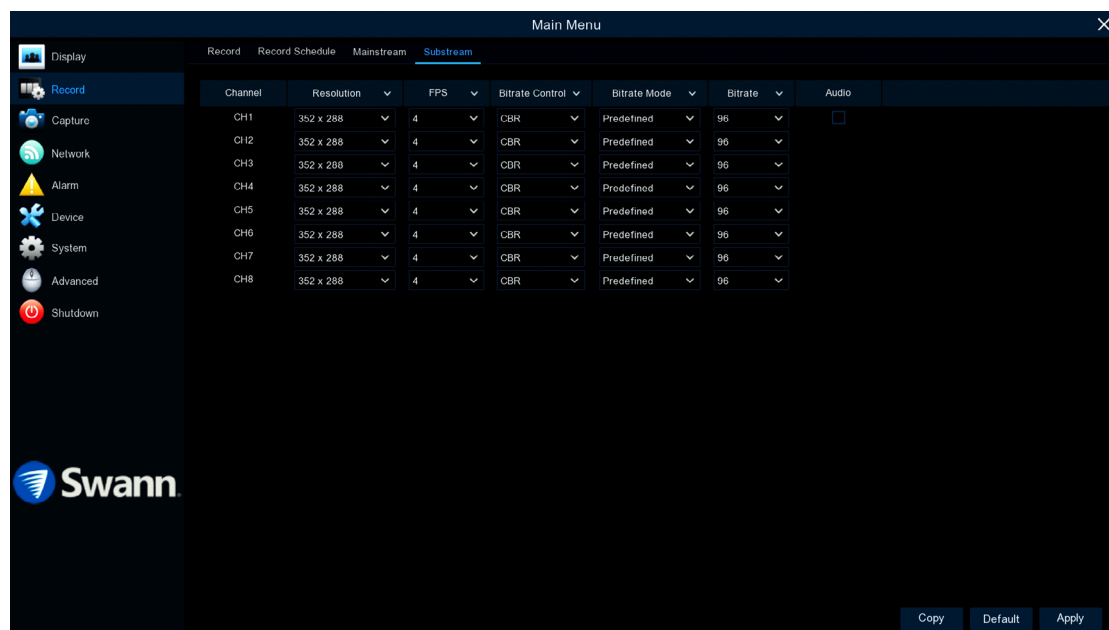 Main Menu
Display
Record
Capture
Network
Alarm
Device
System
Advanced
Shutdown
Swann
Record Record Schedule Mainstream Substream
Channel Resolution FPS Bitrate Control Bitrate Mode Bitrate Audio
CH1 352 x 288 4 CBR Predefined 96
CH2 352 x 288 4 CBR Predefined 96
CH3 352 x 288 4 CBR Predefined 96
CH4 352 x 288 4 CBR Predefined 96
CH5 352 x 288 4 CBR Predefined 96
CH6 352 x 288 4 CBR Predefined 96
CH7 352 x 288 4 CBR Predefined 96
CH8 352 x 288 4 CBR Predefined 96
Copy Default Apply